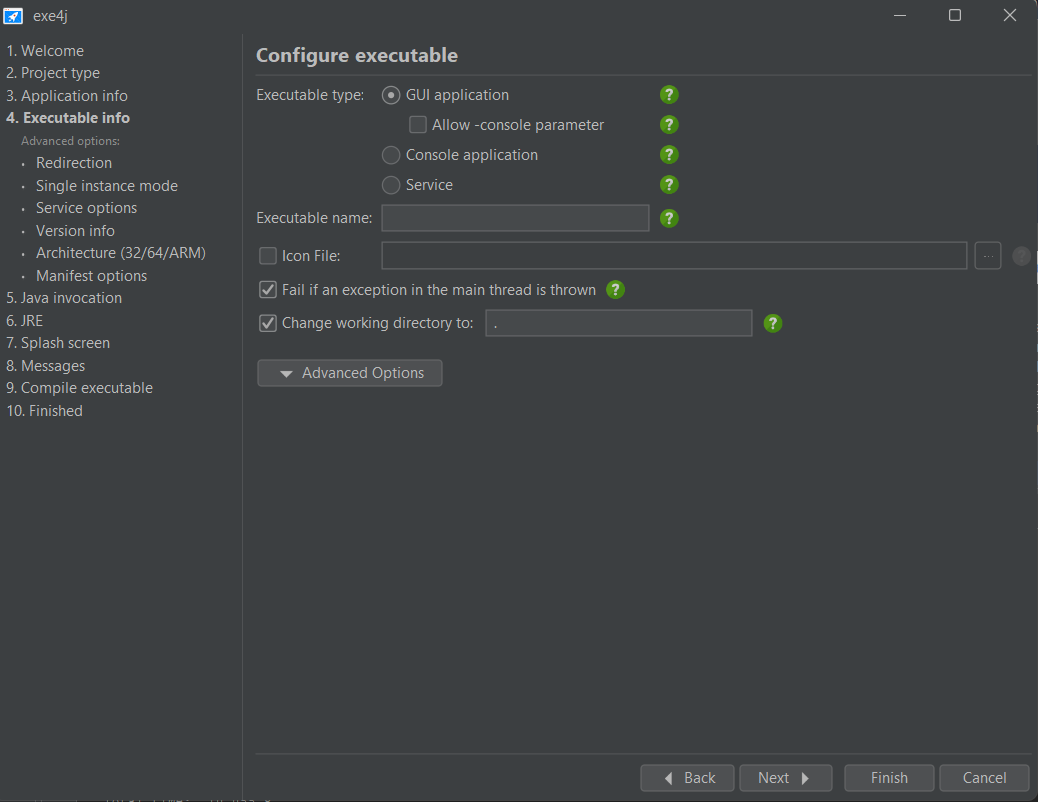 exe4j
1. Welcome
2. Project type
3. Application info
4. Executable info
Advanced options:
· Redirection
· Single instance mode
· Service options
· Version info
· Architecture (32/64/ARM)
· Manifest options
5. Java invocation
6. JRE
7. Splash screen
8. Messages
9. Compile executable
10. Finished
Configure executable
Executable type: GUI application ?
Allow -console parameter ?
Console application ?
Service ?
Executable name: ?
Icon File: ... ?
Fail if an exception in the main thread is thrown ?
Change working directory to: . ?
Advanced Options
Back Next Finish Cancel